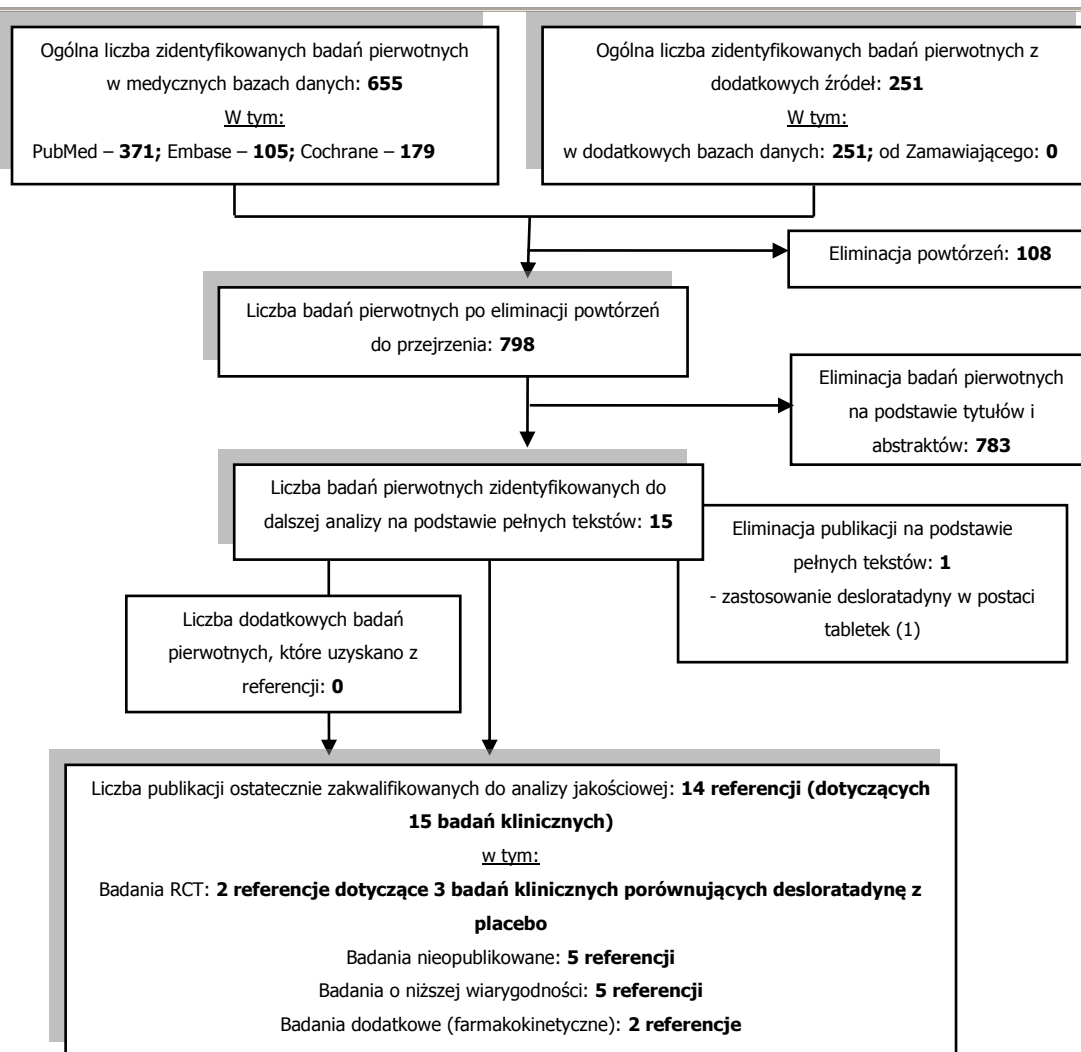 Ogólna liczba zidentyfikowanych badań pierwotnych
w medycznych bazach danych: 655
W tym:
PubMed – 371; Embase – 105; Cochrane – 179
Ogólna liczba zidentyfikowanych badań pierwotnych z
dodatkowych źródeł: 251
W tym:
w dodatkowych bazach danych: 251; od Zamawiającego: 0
Eliminacja powtórzeń: 108
Liczba badań pierwotnych po eliminacji powtórzeń
do przejrzenia: 798
Eliminacja badań pierwotnych
na podstawie tytułów i
abstraktów: 783
Liczba badań pierwotnych zidentyfikowanych do
dalszej analizy na podstawie pełnych tekstów: 15
Eliminacja publikacji na podstawie
pełnych tekstów: 1
- zastosowanie desloratadyny w postaci
tabletek (1)
Liczba dodatkowych badań
pierwotnych, które uzyskano z
referencji: 0
Liczba publikacji ostatecznie zakwalifikowanych do analizy jakościowej: 14 referencji (dotyczących
15 badań klinicznych)
w tym:
Badania RCT: 2 referencje dotyczące 3 badań klinicznych porównujących desloratadynę z
placebo
Badania nieopublikowane: 5 referencji
Badania o niższej wiarygodności: 5 referencji
Badania dodatkowe (farmakokinetyczne): 2 referencje